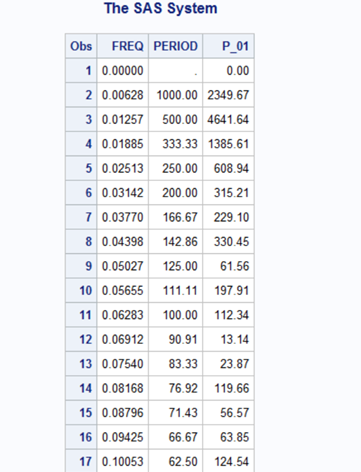 The SAS System
Obs FREQ PERIOD P_01
1 0.00000 . 0.00
2 0.00628 1000.00 2349.67
3 0.01257 500.00 4641.64
4 0.01885 333.33 1385.61
5 0.02513 250.00 608.94
6 0.03142 200.00 315.21
7 0.03770 166.67 229.10
8 0.04398 142.86 330.45
9 0.05027 125.00 61.56
10 0.05655 111.11 197.91
11 0.06283 100.00 112.34
12 0.06912 90.91 13.14
13 0.07540 83.33 23.87
14 0.08168 76.92 119.66
15 0.08796 71.43 56.57
16 0.09425 66.67 63.85
17 0.10053 62.50 124.54